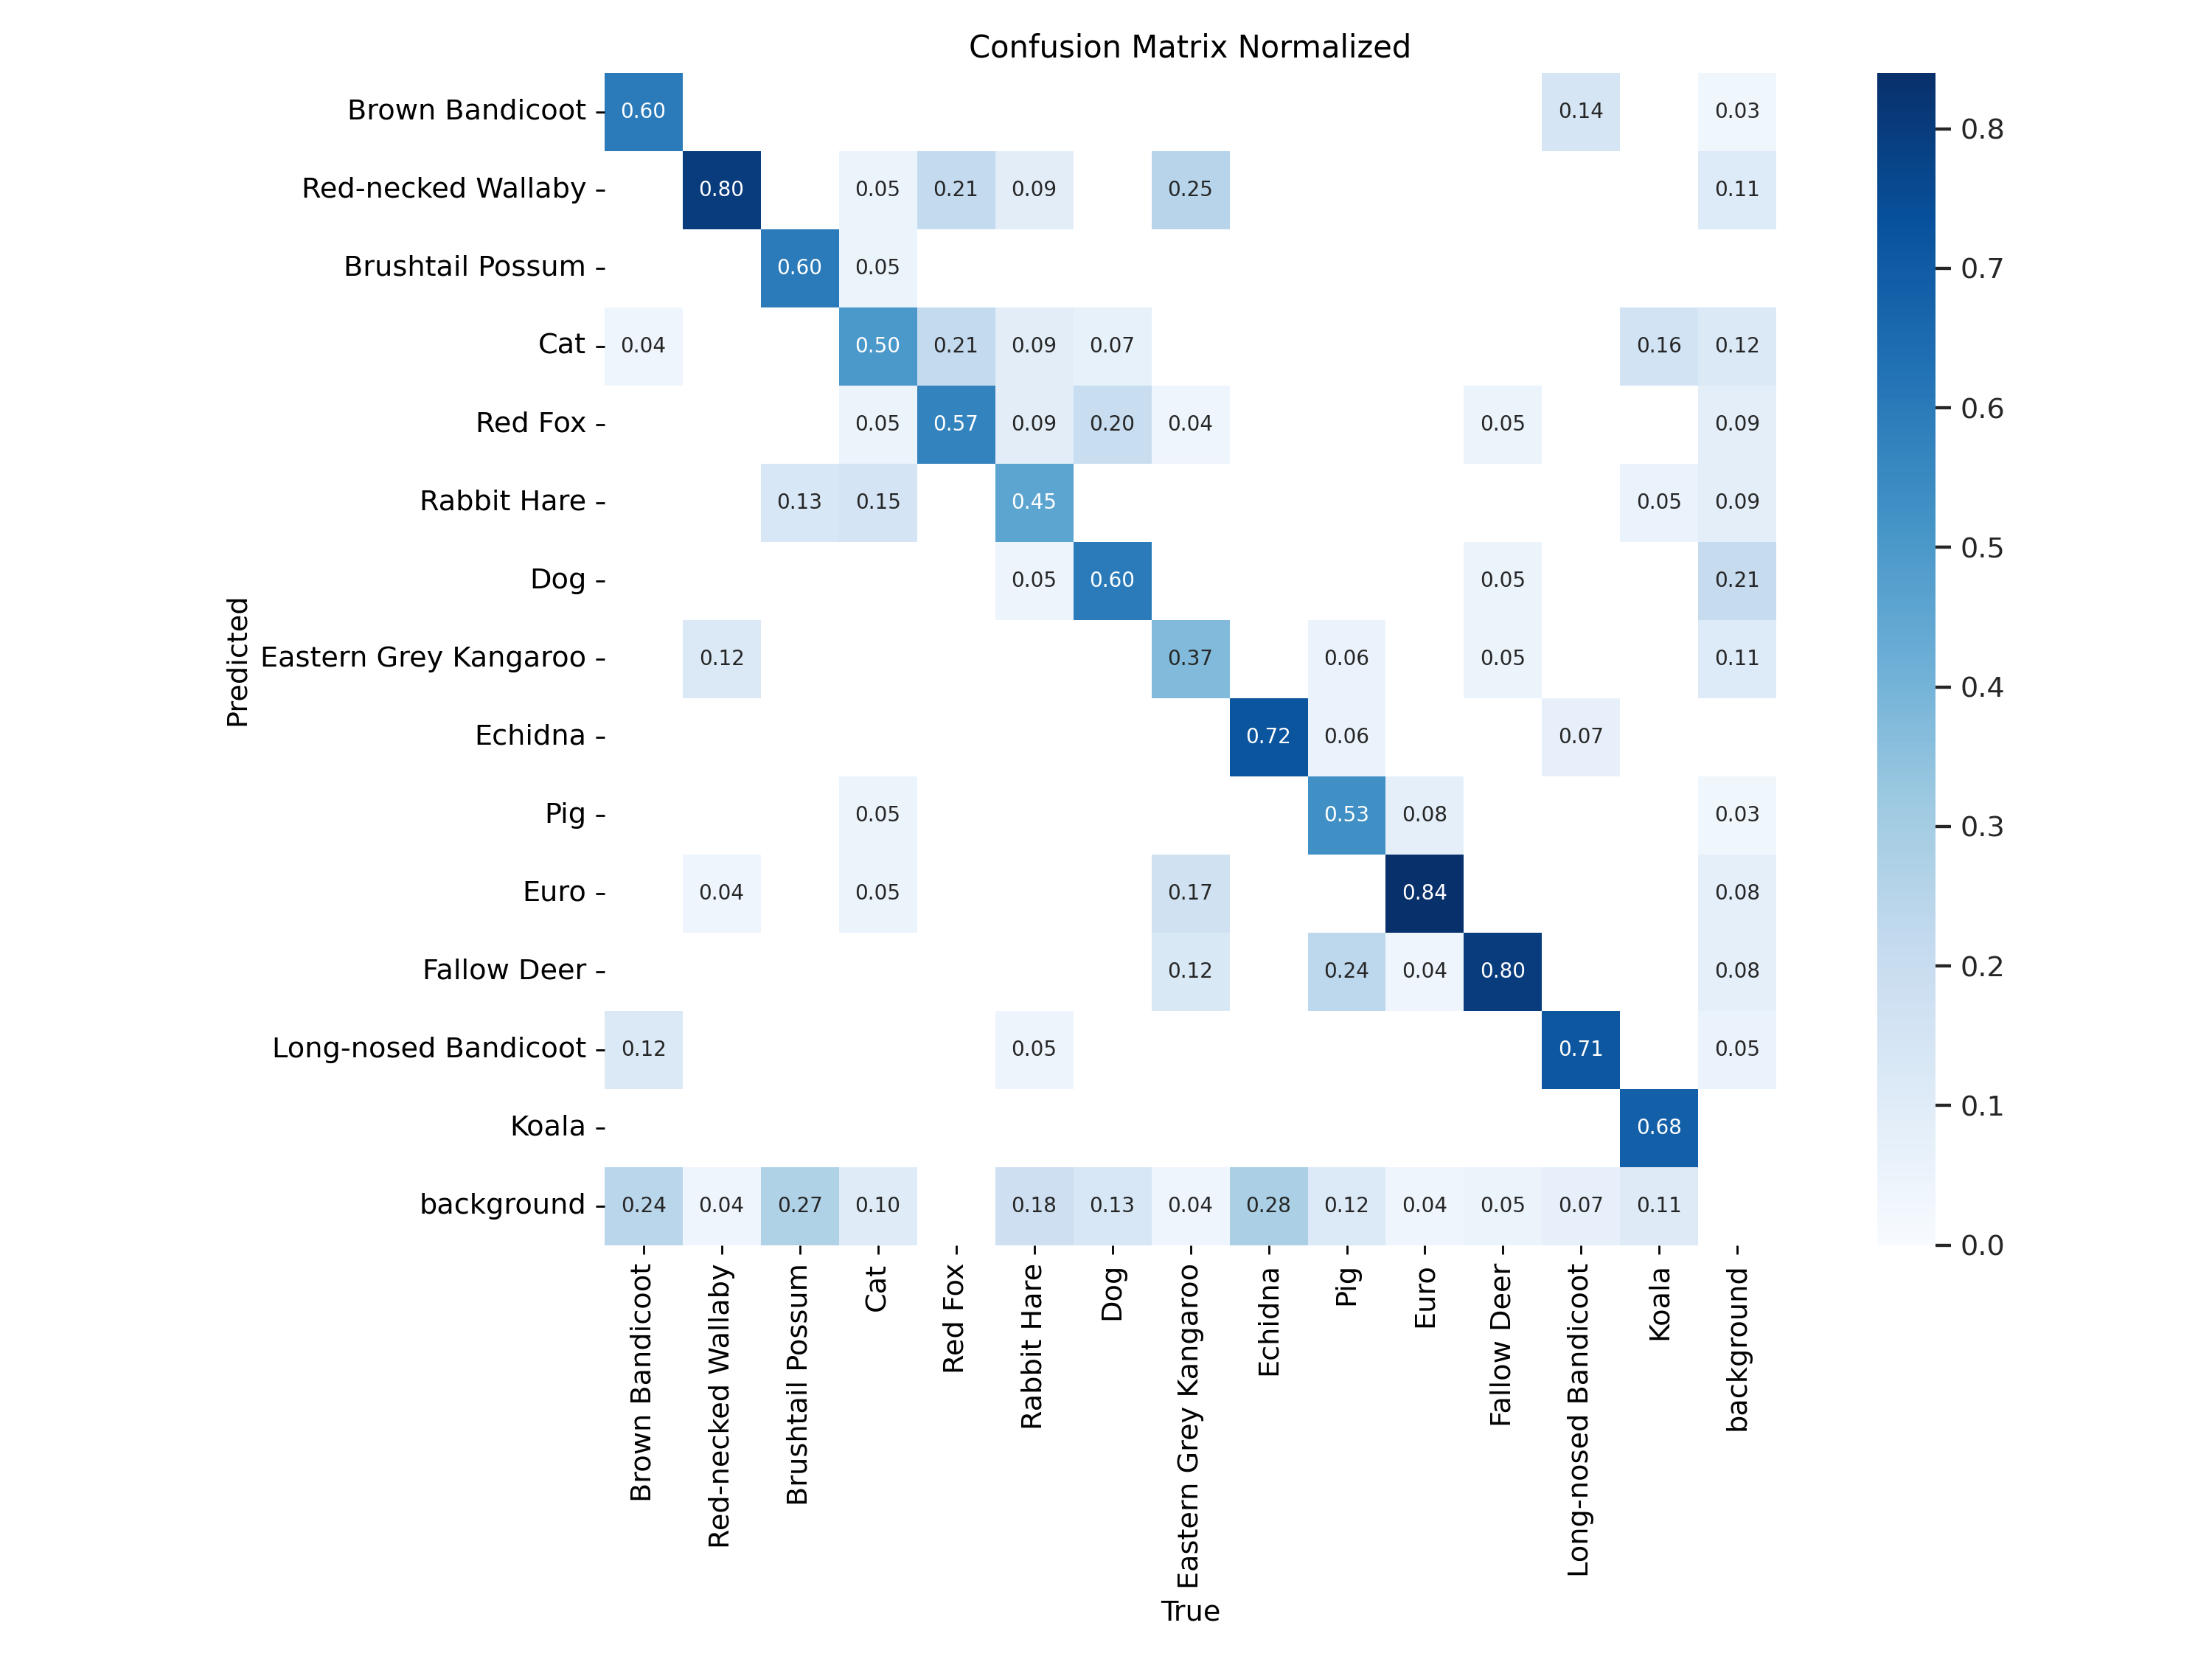 Confusion Matrix Normalized
Brown Bandicoot 0.60 0.14 0.03
Red-necked Wallaby 0.80 0.05 0.21 0.09 0.25 0.11
Brushtail Possum 0.60 0.05
Cat 0.04 0.50 0.21 0.09 0.07 0.16 0.12
Red Fox 0.05 0.57 0.09 0.20 0.04 0.05 0.09
Rabbit Hare 0.13 0.15 0.45 0.05 0.09
Dog 0.05 0.60 0.05 0.21
Eastern Grey Kangaroo 0.12 0.37 0.06 0.05 0.11
Echidna 0.72 0.06 0.07
Pig 0.05 0.53 0.08 0.03
Euro 0.04 0.05 0.17 0.84 0.08
Fallow Deer 0.12 0.24 0.04 0.80 0.08
Long-nosed Bandicoot 0.12 0.05 0.71 0.05
Koala 0.68
background 0.24 0.04 0.27 0.10 0.18 0.13 0.04 0.28 0.12 0.04 0.05 0.07 0.11
Predicted
Brown Bandicoot
Red-necked Wallaby
Brushtail Possum
Cat
Red Fox
Rabbit Hare
Dog
Eastern Grey Kangaroo
Echidna
Pig
Euro
Fallow Deer
Long-nosed Bandicoot
Koala
background
True
0.8
0.7
0.6
0.5
0.4
0.3
0.2
0.1
0.0